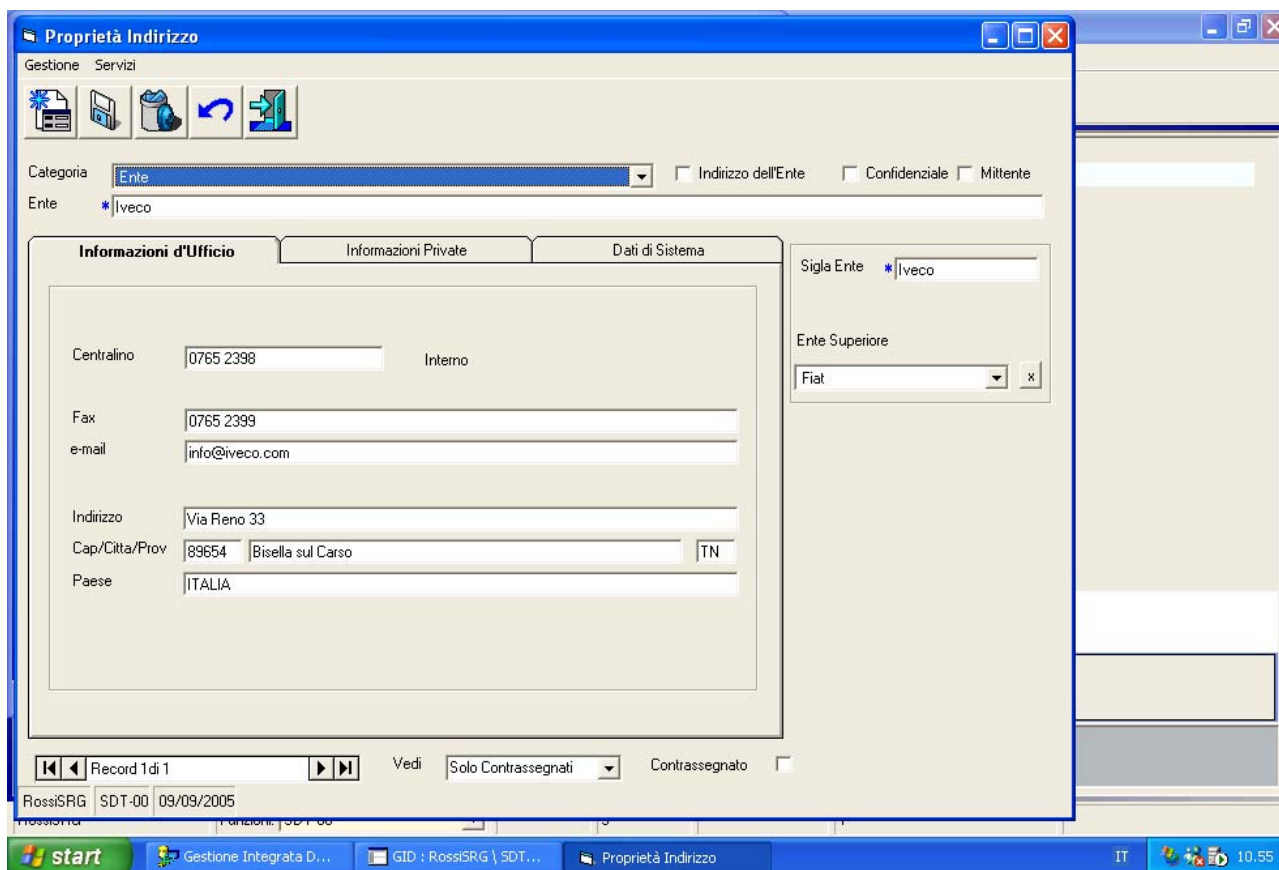 Proprietà Indirizzo
Gestione Servizi
Categoria Ente Indirizzo dell'Ente Confidenziale Mittente
Ente * Iveco
Informazioni d'Ufficio Informazioni Private Dati di Sistema
Sigla Ente * Iveco
Centralino 0765 2398 Interno
Ente Superiore
Fiat x
Fax 0765 2399
e-mail info@iveco.com
Indirizzo Via Reno 33
Cap/Citta/Prov 89654 Bisella sul Carso TN
Paese ITALIA
Record 1di 1 Vedi Solo Contrassegnati Contrassegnato
RossiSRG SDT-00 09/09/2005
start Gestione Integrata D... GID : RossiSRG \ SDT... Proprietà Indirizzo IT 10.55